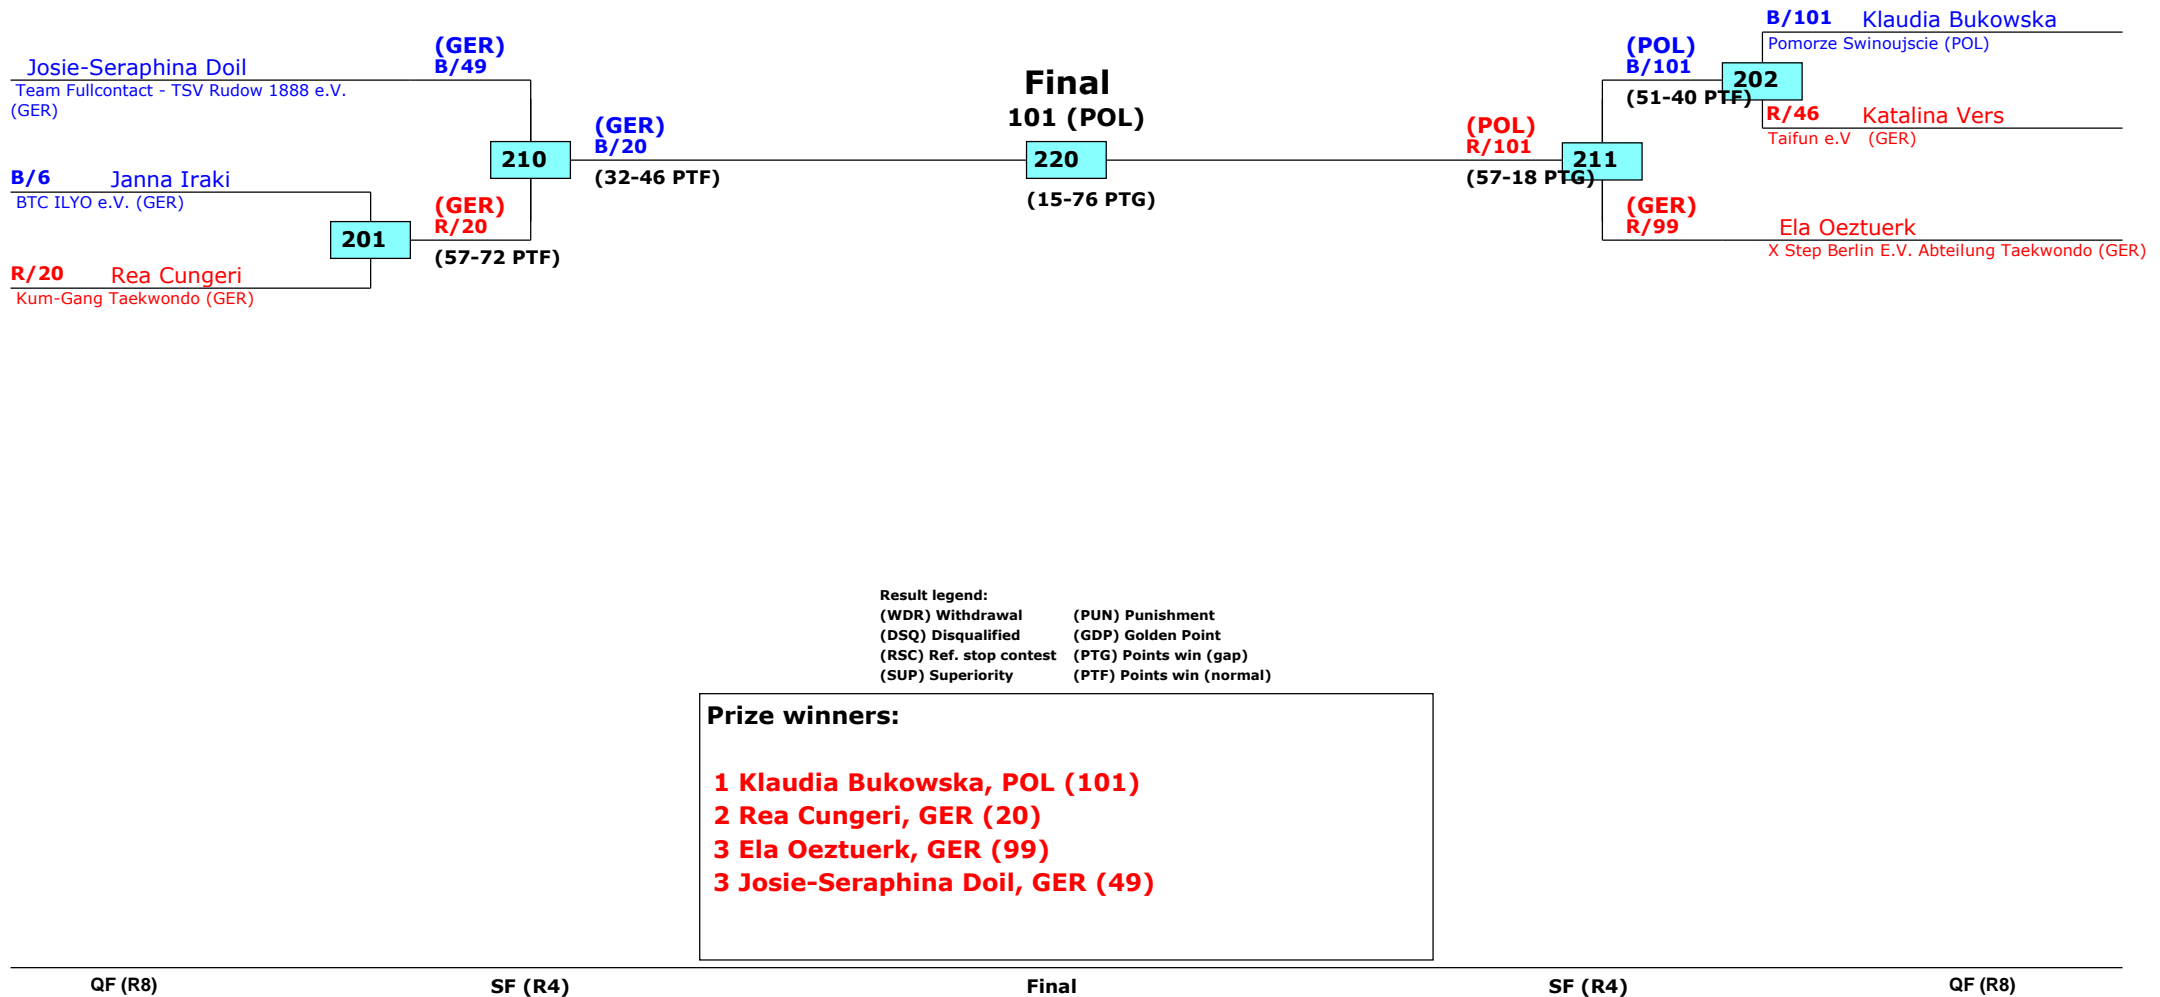 Josie-Seraphina Doil
Team Fullcontact - TSV Rudow 1888 e.V.
(GER)
(GER)
B/49
B/6 Janna Iraki
BTC ILYO e.V. (GER)
201
R/20 Rea Cungeri
Kum-Gang Taekwondo (GER)
(GER)
R/20
(57-72 PTF)
210
(GER)
B/20
(32-46 PTF)
Final
101 (POL)
220
(15-76 PTG)
(POL)
R/101
(57-18 PTG)
211
(POL)
B/101
(51-40 PTF)
202
B/101 Klaudia Bukowska
Pomorze Swinoujscie (POL)
R/46 Katalina Vers
Taifun e.V (GER)
(GER)
R/99
Ela Oeztuerk
X Step Berlin E.V. Abteilung Taekwondo (GER)
Result legend:
(WDR) Withdrawal (PUN) Punishment
(DSQ) Disqualified (GDP) Golden Point
(RSC) Ref. stop contest (PTG) Points win (gap)
(SUP) Superiority (PTF) Points win (normal)
Prize winners:
1 Klaudia Bukowska, POL (101)
2 Rea Cungeri, GER (20)
3 Ela Oeztuerk, GER (99)
3 Josie-Seraphina Doil, GER (49)
QF (R8) SF (R4) Final SF (R4) QF (R8)